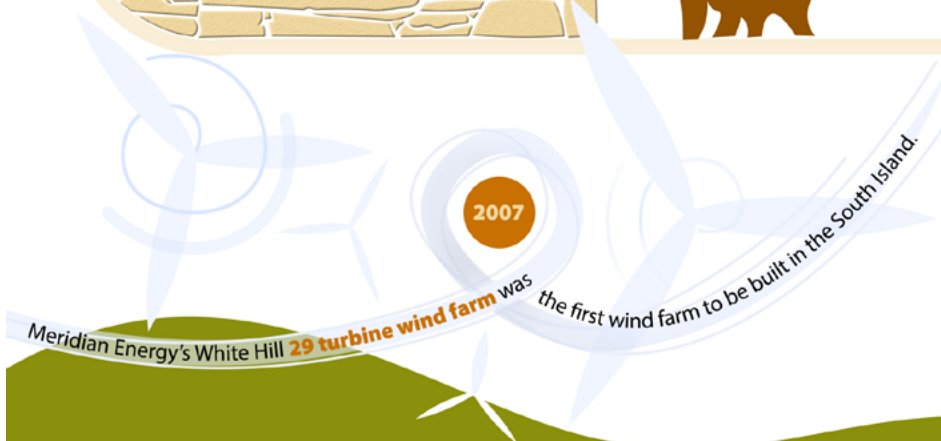 2007
Meridian Energy's White Hill 29 turbine wind farm was the first wind farm to be built in the South Island.